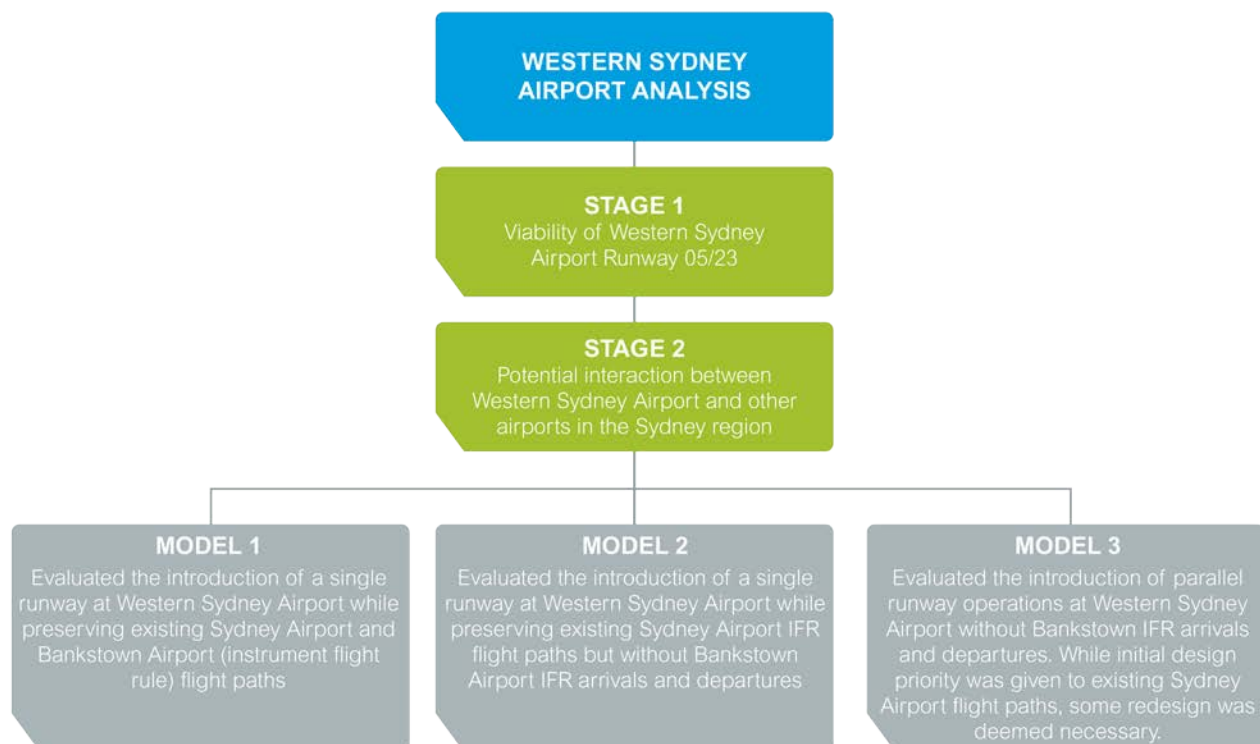 WESTERN SYDNEY
AIRPORT ANALYSIS
STAGE 1
Viability of Western Sydney
Airport Runway 05/23
STAGE 2
Potential interaction between
Western Sydney Airport and other
airports in the Sydney region
MODEL 1
Evaluated the introduction of a single
runway at Western Sydney Airport while
preserving existing Sydney Airport and
Bankstown Airport (instrument flight
rule) flight paths
MODEL 2
Evaluated the introduction of a single
runway at Western Sydney Airport while
preserving existing Sydney Airport IFR
flight paths but without Bankstown
Airport IFR arrivals and departures
MODEL 3
Evaluated the introduction of parallel
runway operations at Western Sydney
Airport without Bankstown IFR arrivals
and departures. While initial design
priority was given to existing Sydney
Airport flight paths, some redesign was
deemed necessary.